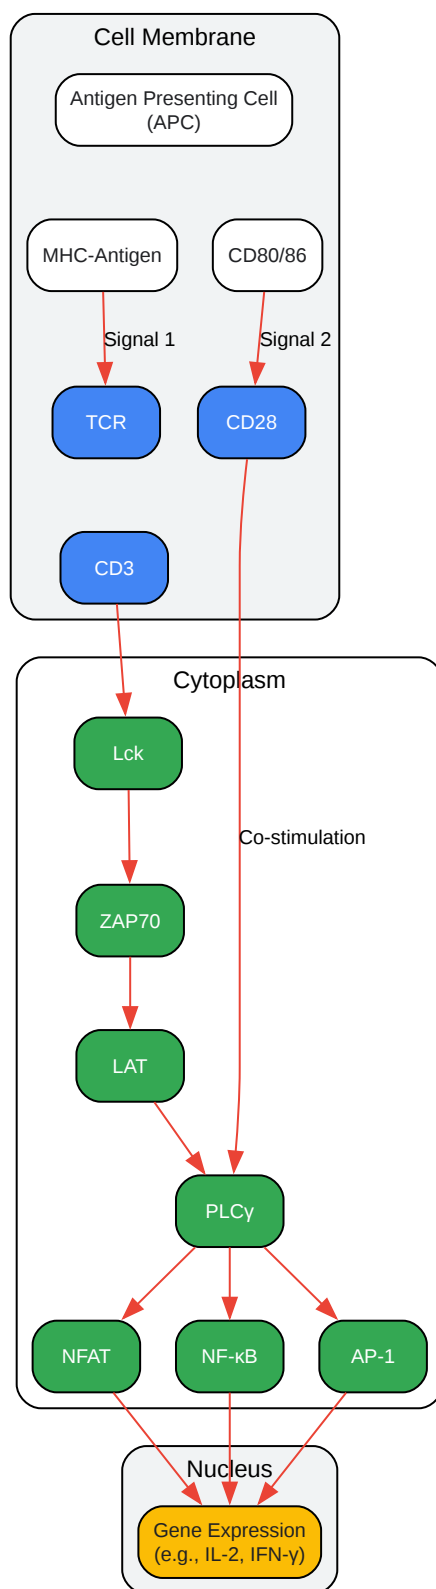 Cell Membrane
Antigen Presenting Cell
(APC)
MHC-Antigen
CD80/86
Signal 1
Signal 2
TCR
CD28
CD3
Cytoplasm
Lck
Co-stimulation
ZAP70
LAT
PLCγ
NFAT
NF-κB
AP-1
Nucleus
Gene Expression
(e.g., IL-2, IFN-γ)